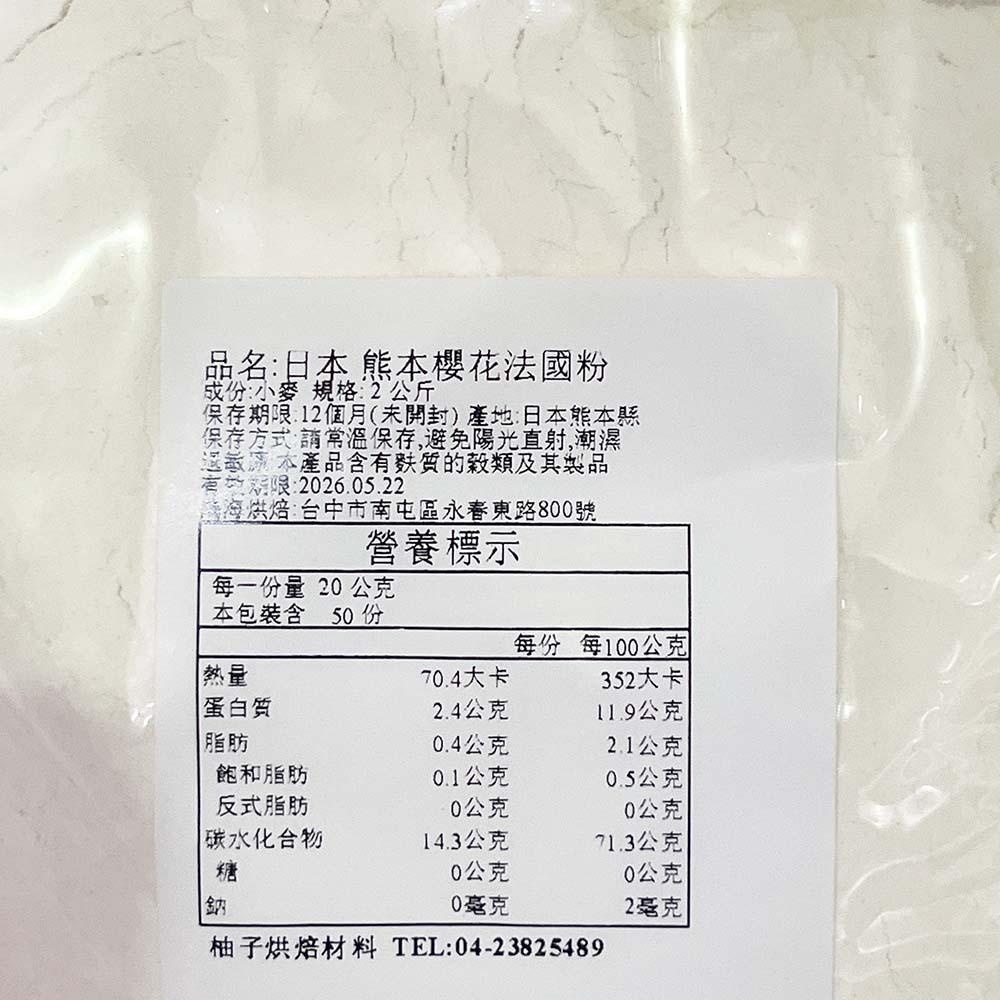 品名:日本 熊本櫻花法國粉
成份:小麥 規格:2 公斤
保存期限:12個月(未開封) 產地:日本熊本縣
保存方式:請常溫保存,避免陽光直射,潮濕
過敏原:本產品含有麩質的穀類及其製品
有效期限:2026.05.22
海烘焙:台中市南屯區永春東路800號
營養標示
每一份量 20 公克
本包裝含 50 份
每份 每100公克
熱量 70.4大卡 352大卡
蛋白質 2.4公克 11.9公克
脂肪 0.4公克 2.1公克
飽和脂肪 0.1公克 0.5公克
反式脂肪 0公克 0公克
碳水化合物 14.3公克 71.3公克
糖 0公克 0公克
鈉 0毫克 2毫克
柚子烘焙材料 TEL:04-23825489